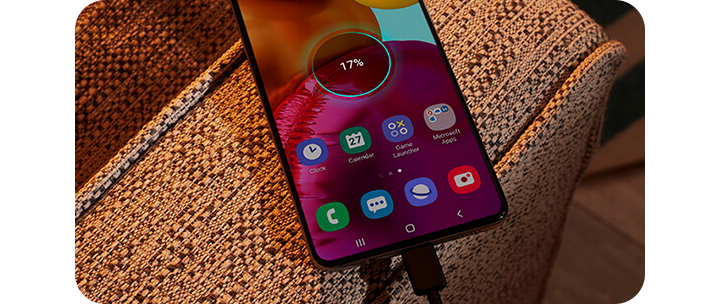 17%
Clock
27
Calendar
Game
Launcher
Microsoft
Apps